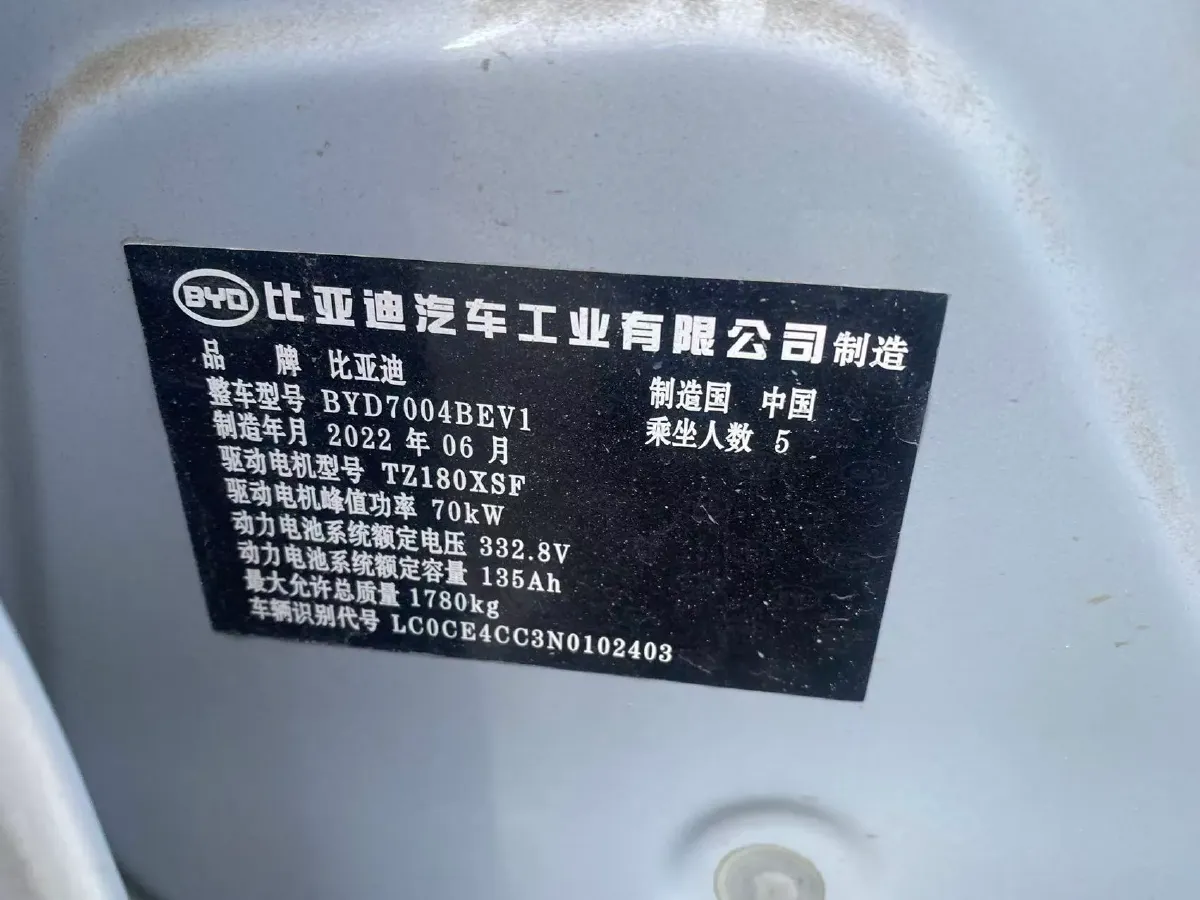 BYD 比亚迪汽车工业有限公司 制造
品 牌 比亚迪
制造国 中国
整车型号 BYD7004BEV1
乘坐人数 5
制造年月 2022 年 06 月
驱动电机型号 TZ180XSF
驱动电机峰值功率 70kW
动力电池系统额定电压 332.8V
动力电池系统额定容量 135Ah
最大允许总质量 1780kg
车辆识别代号 LC0CE4CC3N0102403